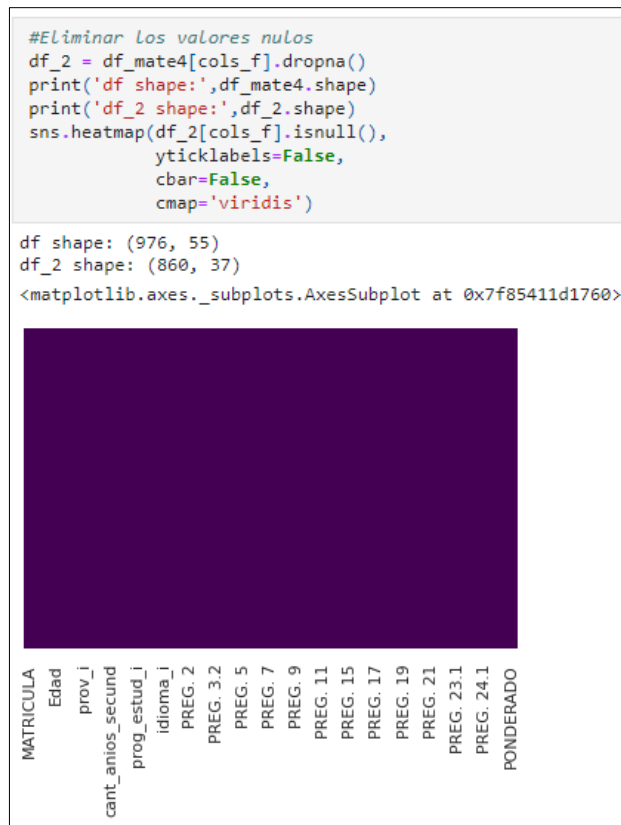 #Eliminar los valores nulos
df_2 = df_mate4[cols_f].dropna()
print('df shape:',df_mate4.shape)
print('df_2 shape:',df_2.shape)
sns.heatmap(df_2[cols_f].isnull(),
yticklabels=False,
cbar=False,
cmap='viridis')
df shape: (976, 55)
df_2 shape: (860, 37)
<matplotlib.axes._subplots.AxesSubplot at 0x7f85411d1760>
MATRICULA
Edad
prov_i
cant_anios_secund
prog_estud_i
idioma_i
PREG. 2
PREG. 3.2
PREG. 5
PREG. 7
PREG. 9
PREG. 11
PREG. 15
PREG. 17
PREG. 19
PREG. 21
PREG. 23.1
PREG. 24.1
PONDERADO